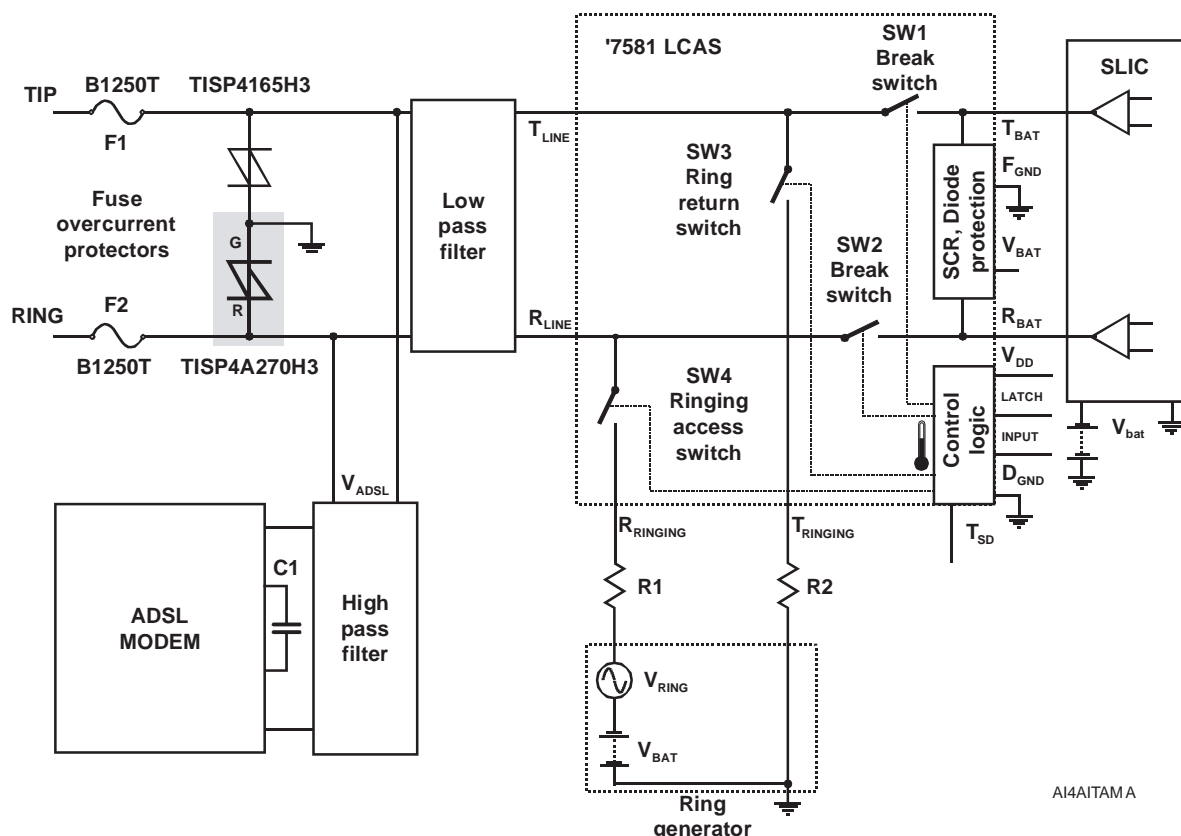 '7581 LCAS
SW1
Break
switch
SLIC
TIP
B1250T
TISP4165H3
F1
T LINE
T BAT
SW3
Ring
return
switch
F GND
Fuse
overcurrent
protectors
Low
pass
filter
SCR, Diode
protection
G
SW2
Break
switch
V BAT
R
RING
F2
R LINE
R BAT
B1250T
TISP4A270H3
V DD
SW4
Ringing
access
switch
Control
logic
LATCH
INPUT
V bat
D GND
V ADSL
R RINGING
T RINGING
T SD
C1
R1
R2
ADSL
MODEM
High
pass
filter
V RING
V BAT
Ring
generator
AI4AITAMA